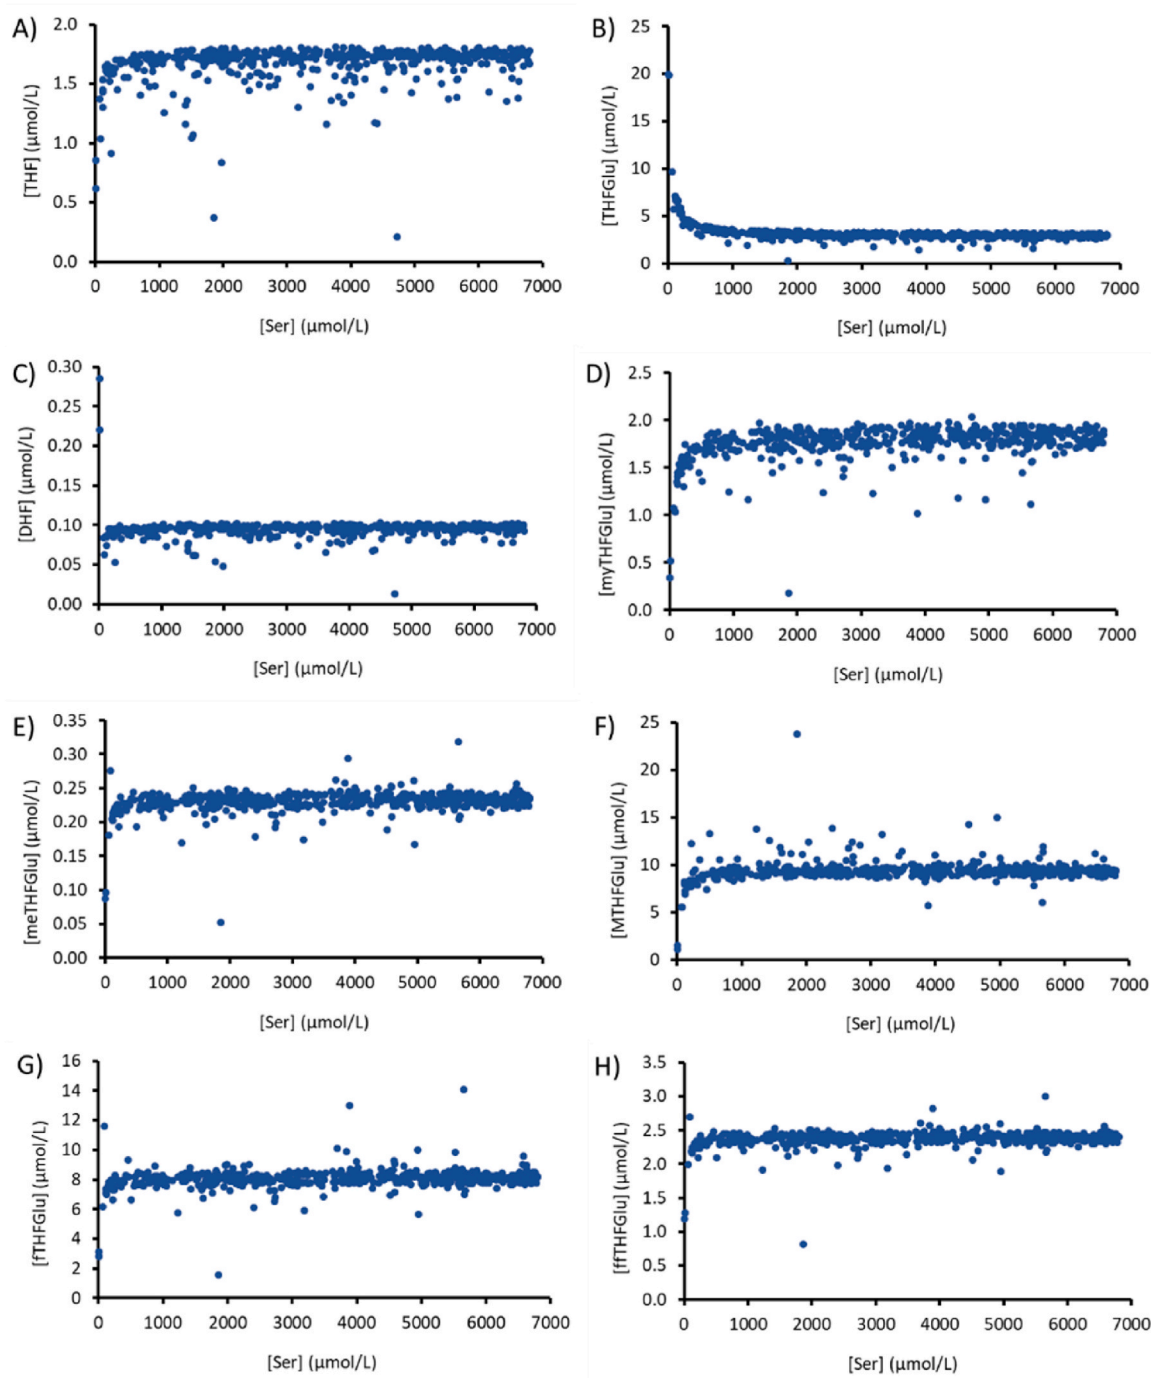 A)
[THF] (µmol/L)
2.0
1.5
1.0
0.5
0.0
0 1000 2000 3000 4000 5000 6000 7000
[Ser] (µmol/L)
B)
[THFGlu] (µmol/L)
25
20
15
10
5
0
0 1000 2000 3000 4000 5000 6000 7000
[Ser] (µmol/L)
C)
[DHF] (µmol/L)
0.30
0.25
0.20
0.15
0.10
0.05
0.00
0 1000 2000 3000 4000 5000 6000 7000
[Ser] (µmol/L)
D)
[myTHFGlu] (µmol/L)
2.5
2.0
1.5
1.0
0.5
0.0
0 1000 2000 3000 4000 5000 6000 7000
[Ser] (µmol/L)
E)
[meTHFGlu] (µmol/L)
0.35
0.30
0.25
0.20
0.15
0.10
0.05
0.00
0 1000 2000 3000 4000 5000 6000 7000
[Ser] (µmol/L)
F)
[MTHFGlu] (µmol/L)
25
20
15
10
5
0
0 1000 2000 3000 4000 5000 6000 7000
[Ser] (µmol/L)
G)
[fTHFGlu] (µmol/L)
16
14
12
10
8
6
4
2
0
0 1000 2000 3000 4000 5000 6000 7000
[Ser] (µmol/L)
H)
[ffTHFGlu] (µmol/L)
3.5
3.0
2.5
2.0
1.5
1.0
0.5
0.0
0 1000 2000 3000 4000 5000 6000 7000
[Ser] (µmol/L)